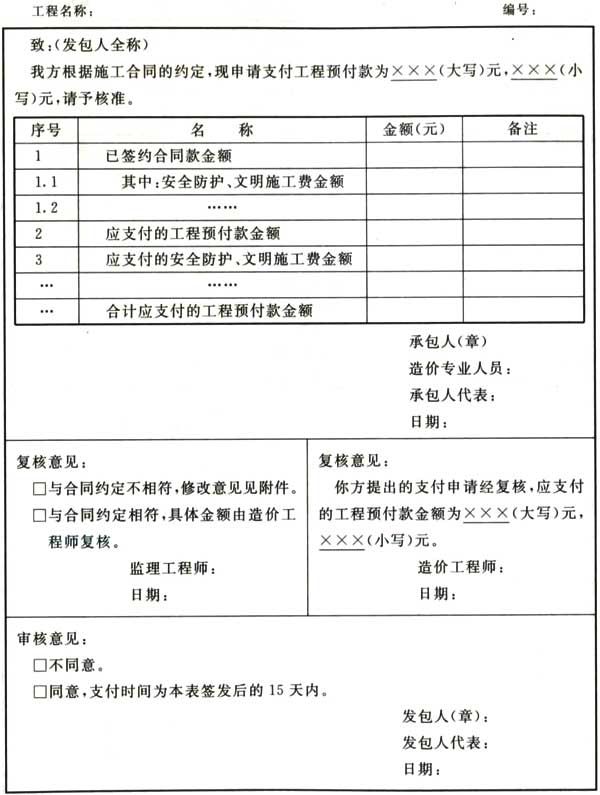 工程名称: 编号:
致:(发包人全称)
我方根据施工合同的约定,现申请支付工程预付款为×××(大写)元,×××(小
写)元,请予核准。
序号 名 称 金额(元) 备注
1 已签约合同款金额
1.1 其中:安全防护、文明施工费金额
1.2 ……
2 应支付的工程预付款金额
3 应支付的安全防护、文明施工费金额
… ……
… 合计应支付的工程预付款金额
承包人(章)
造价专业人员:
承包人代表:
日期:
复核意见:
□与合同约定不相符,修改意见见附件。
□与合同约定相符,具体金额由造价工
程师复核。
监理工程师:
日期:
复核意见:
你方提出的支付申请经复核,应支付
的工程预付款金额为×××(大写)元,
×××(小写)元。
造价工程师:
日期:
审核意见:
□不同意。
□同意,支付时间为本表签发后的 15 天内。
发包人(章):
发包人代表:
日期: